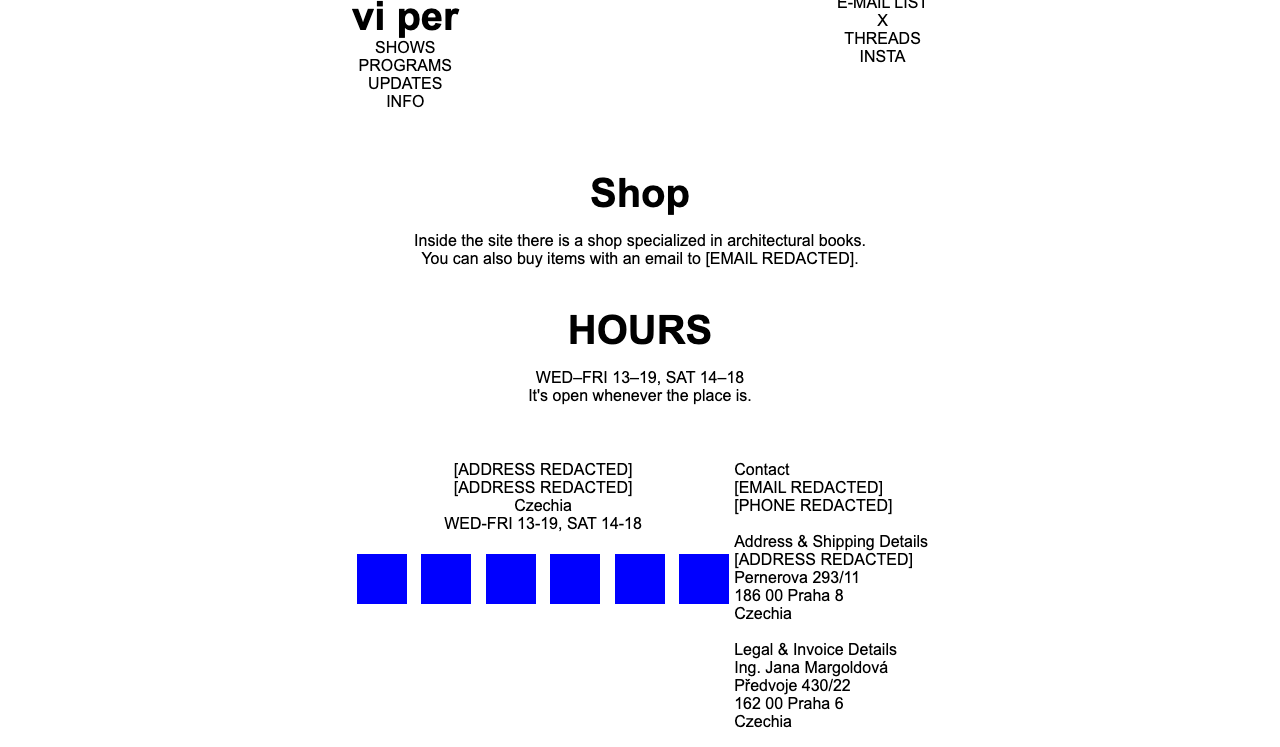 vi per
SHOWS
PROGRAMS
UPDATES
INFO
E-MAIL LIST
X
THREADS
INSTA
Shop
Inside the site there is a shop specialized in architectural books.
You can also buy items with an email to [EMAIL REDACTED].
HOURS
WED–FRI 13–19, SAT 14–18
It's open whenever the place is.
[ADDRESS REDACTED]
[ADDRESS REDACTED]
Czechia
WED-FRI 13-19, SAT 14-18
Contact
[EMAIL REDACTED]
[PHONE REDACTED]
Address & Shipping Details
[ADDRESS REDACTED]
Pernerova 293/11
186 00 Praha 8
Czechia
Legal & Invoice Details
Ing. Jana Margoldová
Předvoje 430/22
162 00 Praha 6
Czechia